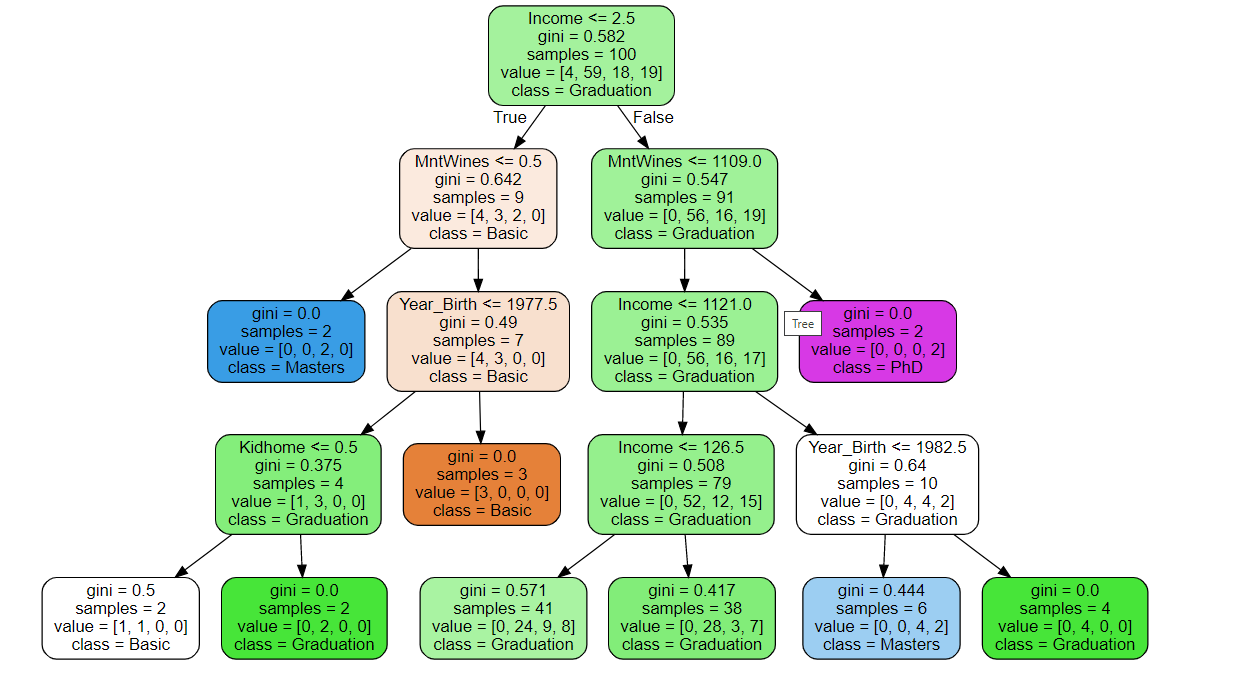 Income <= 2.5
gini = 0.582
samples = 100
value = [4, 59, 18, 19]
class = Graduation
True
False
MntWines <= 0.5
gini = 0.642
samples = 9
value = [4, 3, 2, 0]
class = Basic
MntWines <= 1109.0
gini = 0.547
samples = 91
value = [0, 56, 16, 19]
class = Graduation
gini = 0.0
samples = 2
value = [0, 0, 2, 0]
class = Masters
Year_Birth <= 1977.5
gini = 0.49
samples = 7
value = [4, 3, 0, 0]
class = Basic
Income <= 1121.0
gini = 0.535
samples = 89
value = [0, 56, 16, 17]
class = Graduation
Tree
gini = 0.0
samples = 2
value = [0, 0, 0, 2]
class = PhD
Kidhome <= 0.5
gini = 0.375
samples = 4
value = [1, 3, 0, 0]
class = Graduation
gini = 0.0
samples = 3
value = [3, 0, 0, 0]
class = Basic
Income <= 126.5
gini = 0.508
samples = 79
value = [0, 52, 12, 15]
class = Graduation
Year_Birth <= 1982.5
gini = 0.64
samples = 10
value = [0, 4, 4, 2]
class = Graduation
gini = 0.5
samples = 2
value = [1, 1, 0, 0]
class = Basic
gini = 0.0
samples = 2
value = [0, 2, 0, 0]
class = Graduation
gini = 0.571
samples = 41
value = [0, 24, 9, 8]
class = Graduation
gini = 0.417
samples = 38
value = [0, 28, 3, 7]
class = Graduation
gini = 0.444
samples = 6
value = [0, 0, 4, 2]
class = Masters
gini = 0.0
samples = 4
value = [0, 4, 0, 0]
class = Graduation